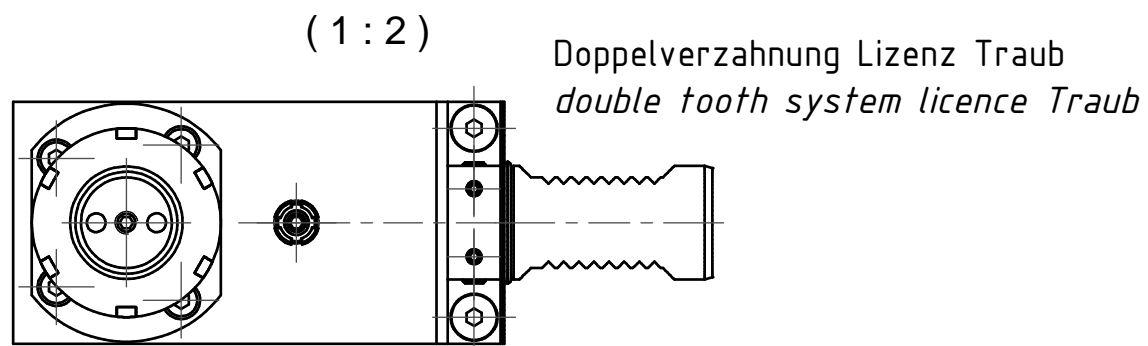 (1:2)
Doppelverzahnung Lizenz Traub
double tooth system licence Traub